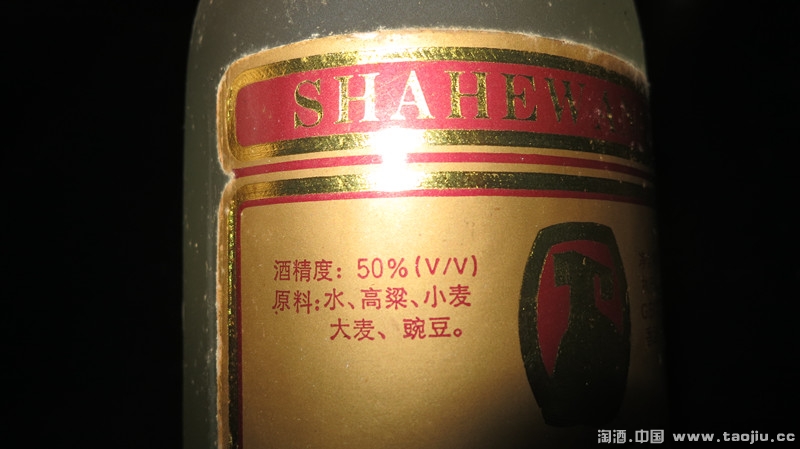 SHAHEWA
酒精度：50%(V/V)
原料:水、高粱、小麦
大麦、豌豆。
淘酒.中国 www.taojiu.cc